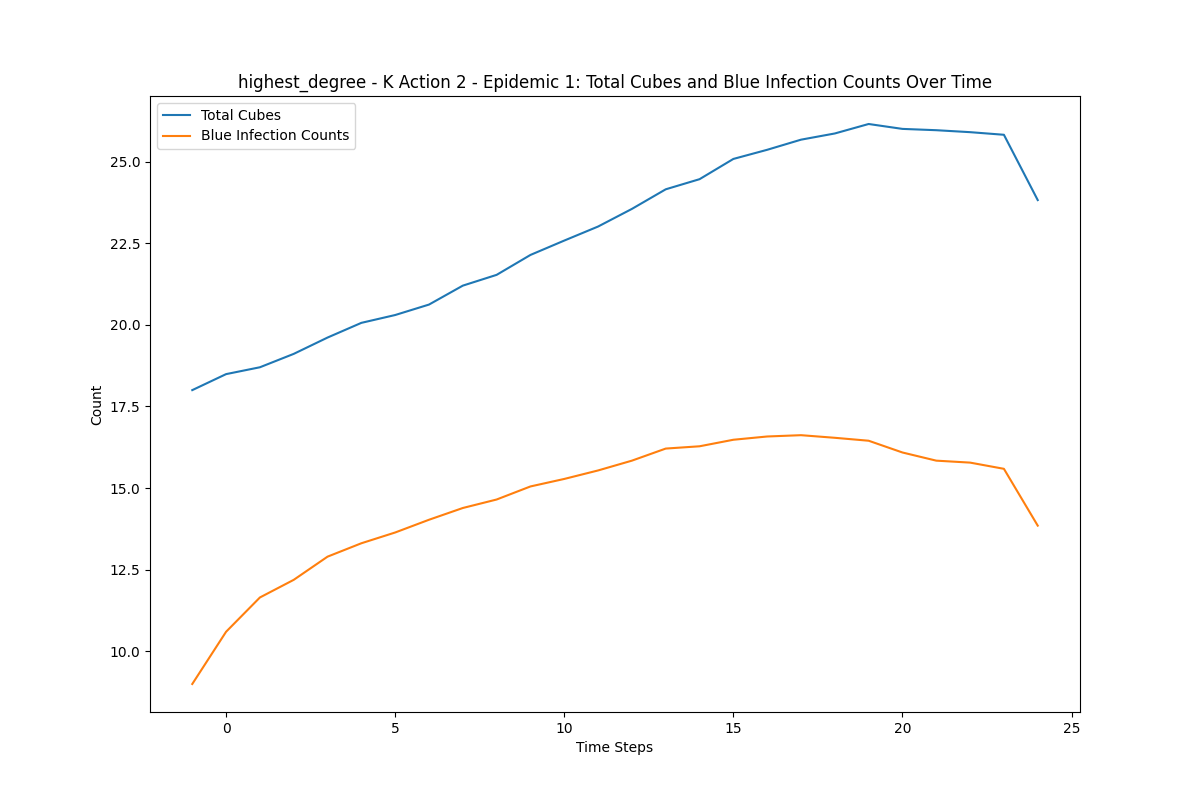 highest_degree - K Action 2 - Epidemic 1: Total Cubes and Blue Infection Counts Over Time
Total Cubes
Blue Infection Counts
25.0
22.5
20.0
17.5
15.0
12.5
10.0
Count
0 5 10 15 20 25
Time Steps